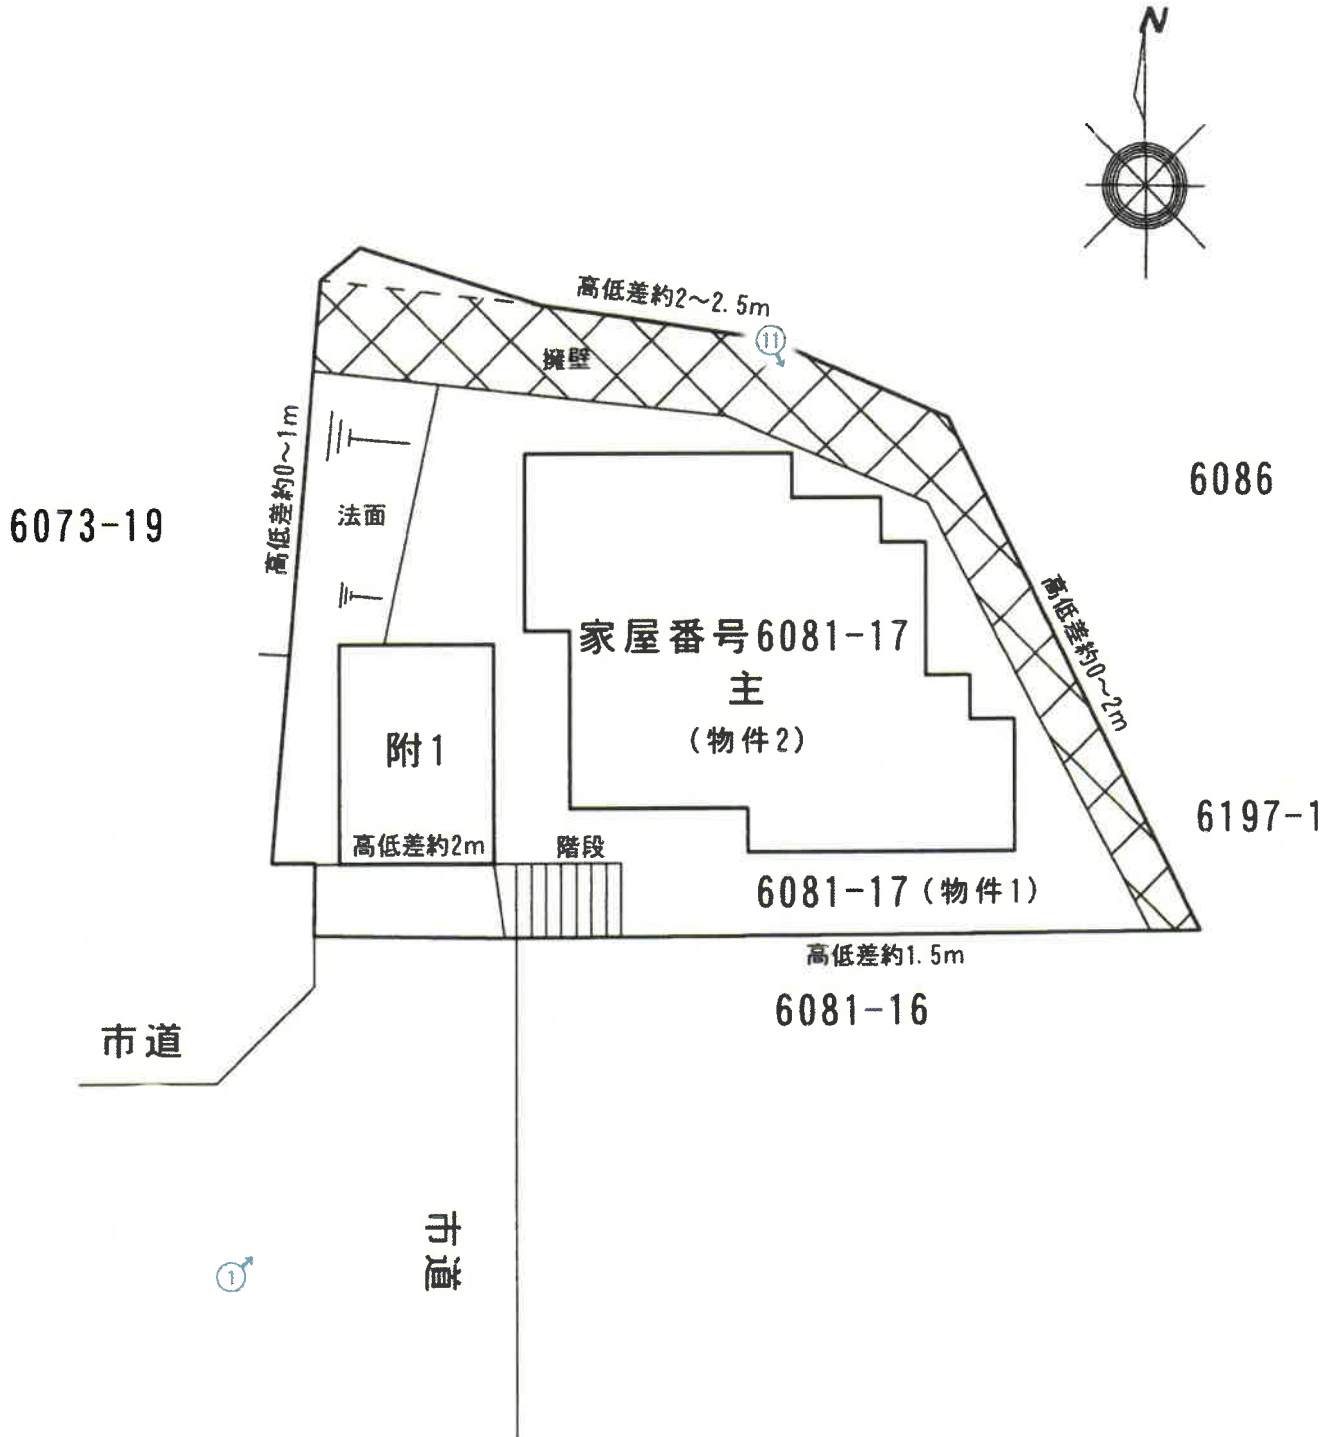 N
高低差約2～2.5m
⑪
擁壁
高低差約0～1m
6086
法面
6073-19
高低差約0～2m
家屋番号6081-17
主
(物件2)
附1
6197-1
高低差約2m
階段
6081-17(物件1)
高低差約1.5m
6081-16
市道
市道
①